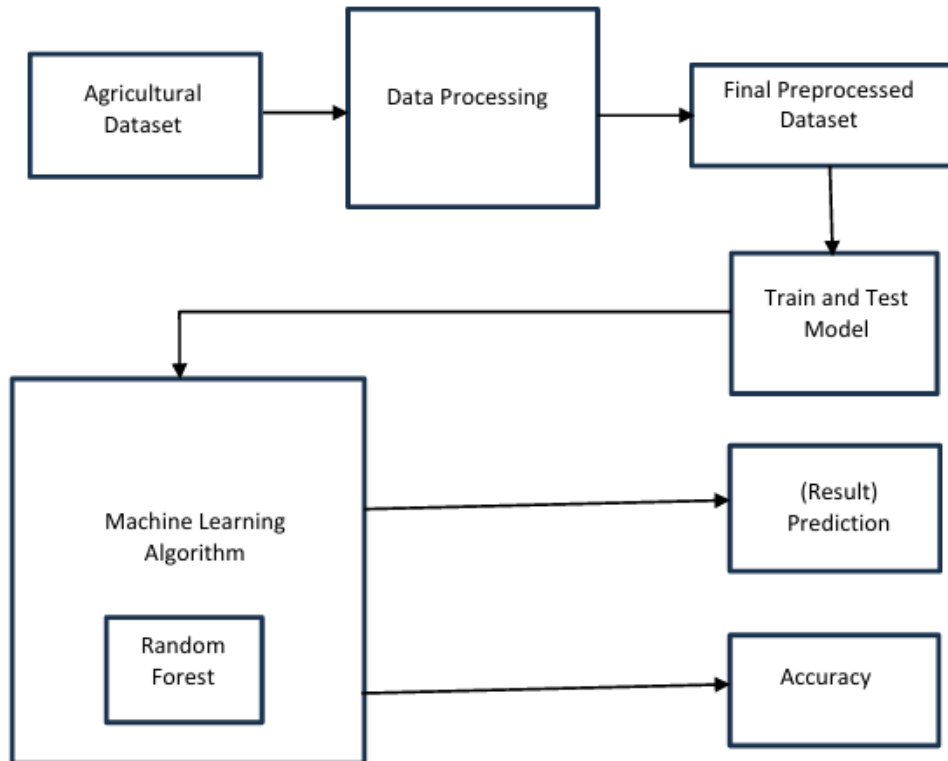 Agricultural
Dataset
Data Processing
Final Preprocessed
Dataset
Train and Test
Model
Machine Learning
Algorithm
Random
Forest
(Result)
Prediction
Accuracy